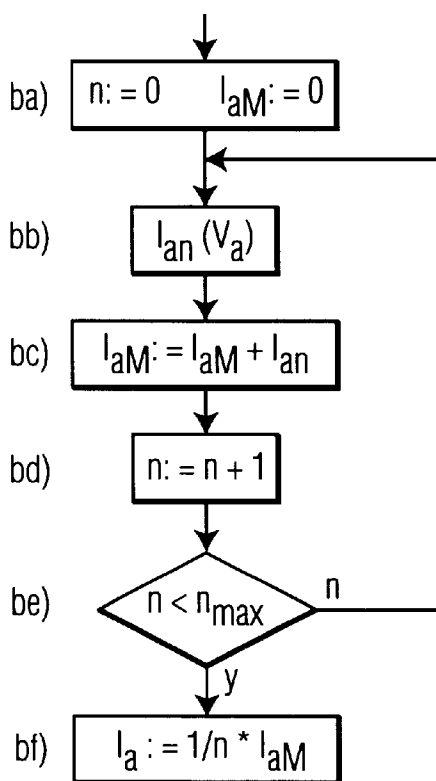 ba) n: = 0 I_aM: = 0
bb) I_an (V_a)
bc) I_aM: = I_aM + I_an
bd) n: = n + 1
be) n < n_max n
y
bf) I_a : = 1/n * I_aM